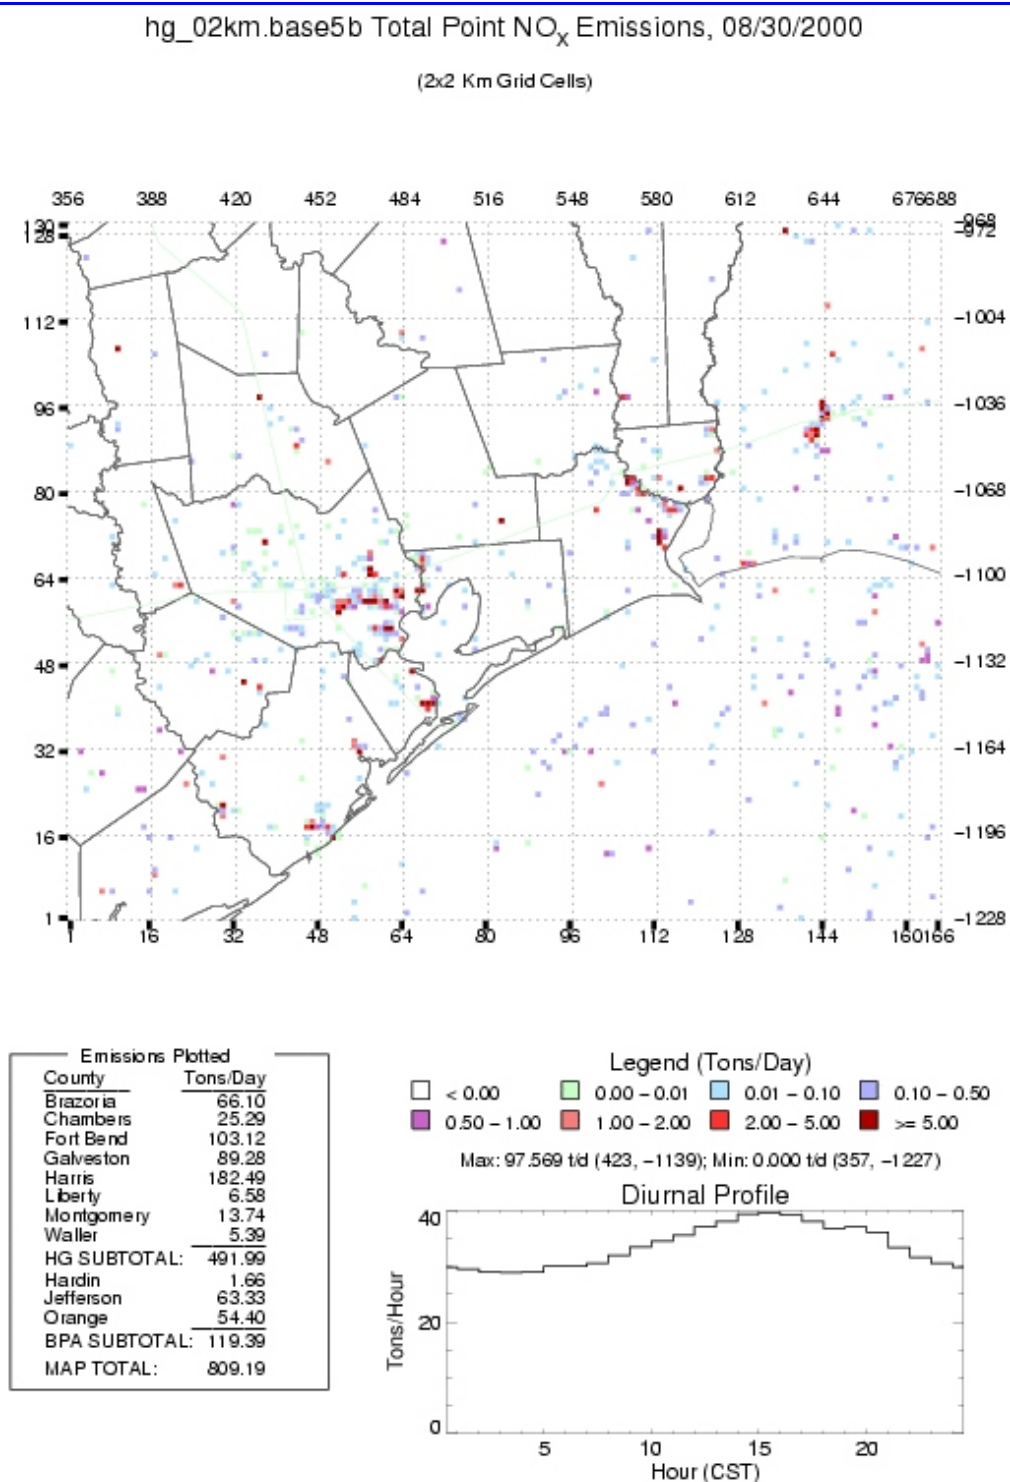 hg_02km.base5b Total Point NOx Emissions, 08/30/2000
(2x2 Km Grid Cells)
356 388 420 452 484 516 548 580 612 644 676 688
130 -968
128 -972
112 -1004
96 -1036
80 -1068
64 -1100
48 -1132
32 -1164
16 -1196
1 -1228
1 16 32 48 64 80 96 112 128 144 160 166
Emissions Plotted
County Tons/Day
Brazoria 66.10
Chambers 25.29
Fort Bend 103.12
Galveston 89.28
Harris 182.49
Liberty 6.58
Montgomery 13.74
Waller 5.39
HG SUBTOTAL: 491.99
Hardin 1.66
Jefferson 63.33
Orange 54.40
BPA SUBTOTAL: 119.39
MAP TOTAL: 809.19
Legend (Tons/Day)
< 0.00 0.00 - 0.01 0.01 - 0.10 0.10 - 0.50
0.50 - 1.00 1.00 - 2.00 2.00 - 5.00 >= 5.00
Max: 97.569 t/d (423, -1139); Min: 0.000 t/d (357, -1227)
Diurnal Profile
40
20
0
Tons/Hour
5 10 15 20
Hour (CST)